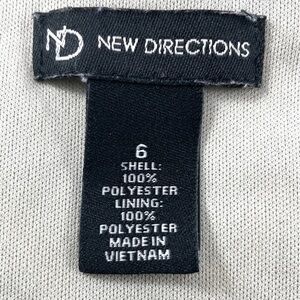 ND NEW DIRECTIONS
6
SHELL:
100%
POLYESTER
LINING:
100%
POLYESTER
MADE IN
VIETNAM